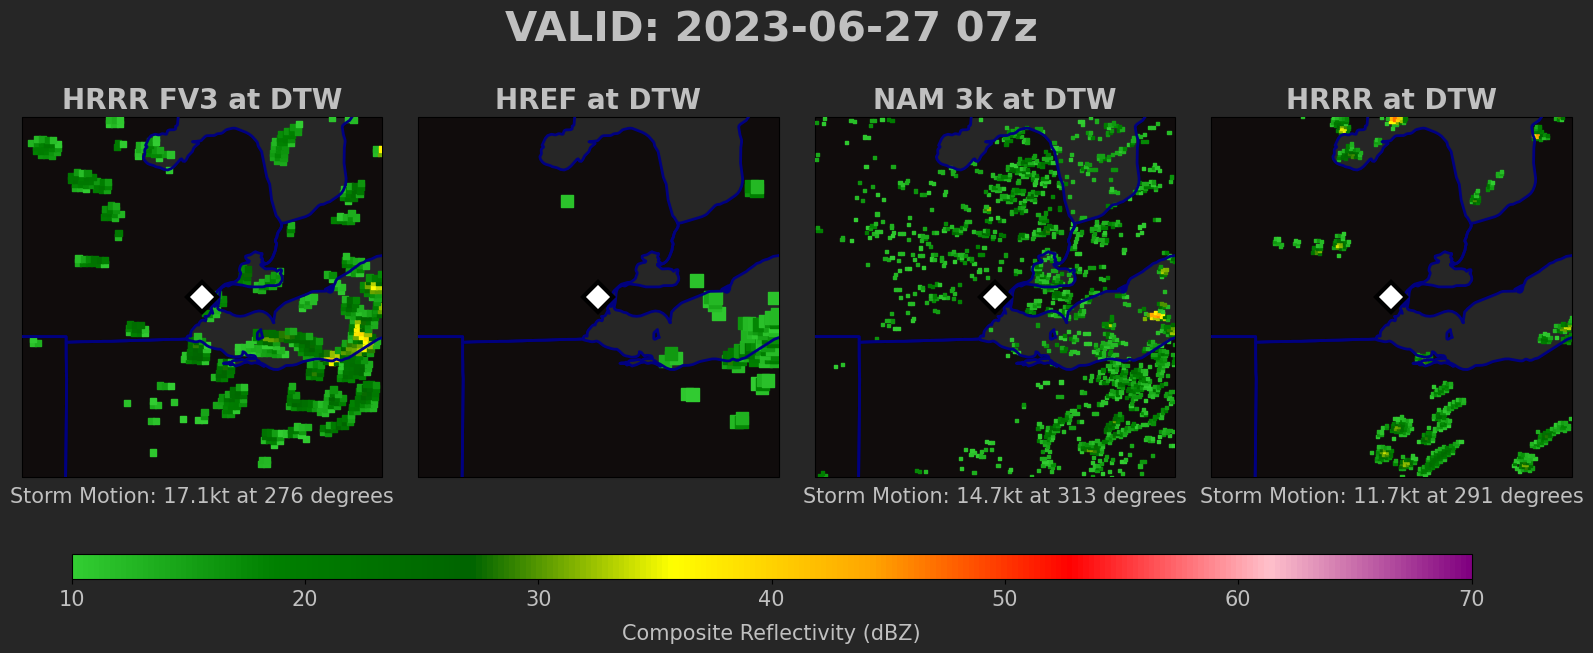 VALID: 2023-06-27 07z
HRRR FV3 at DTW
HREF at DTW
NAM 3k at DTW
HRRR at DTW
Storm Motion: 17.1kt at 276 degrees
Storm Motion: 14.7kt at 313 degrees
Storm Motion: 11.7kt at 291 degrees
10 20 30 40 50 60 70
Composite Reflectivity (dBZ)